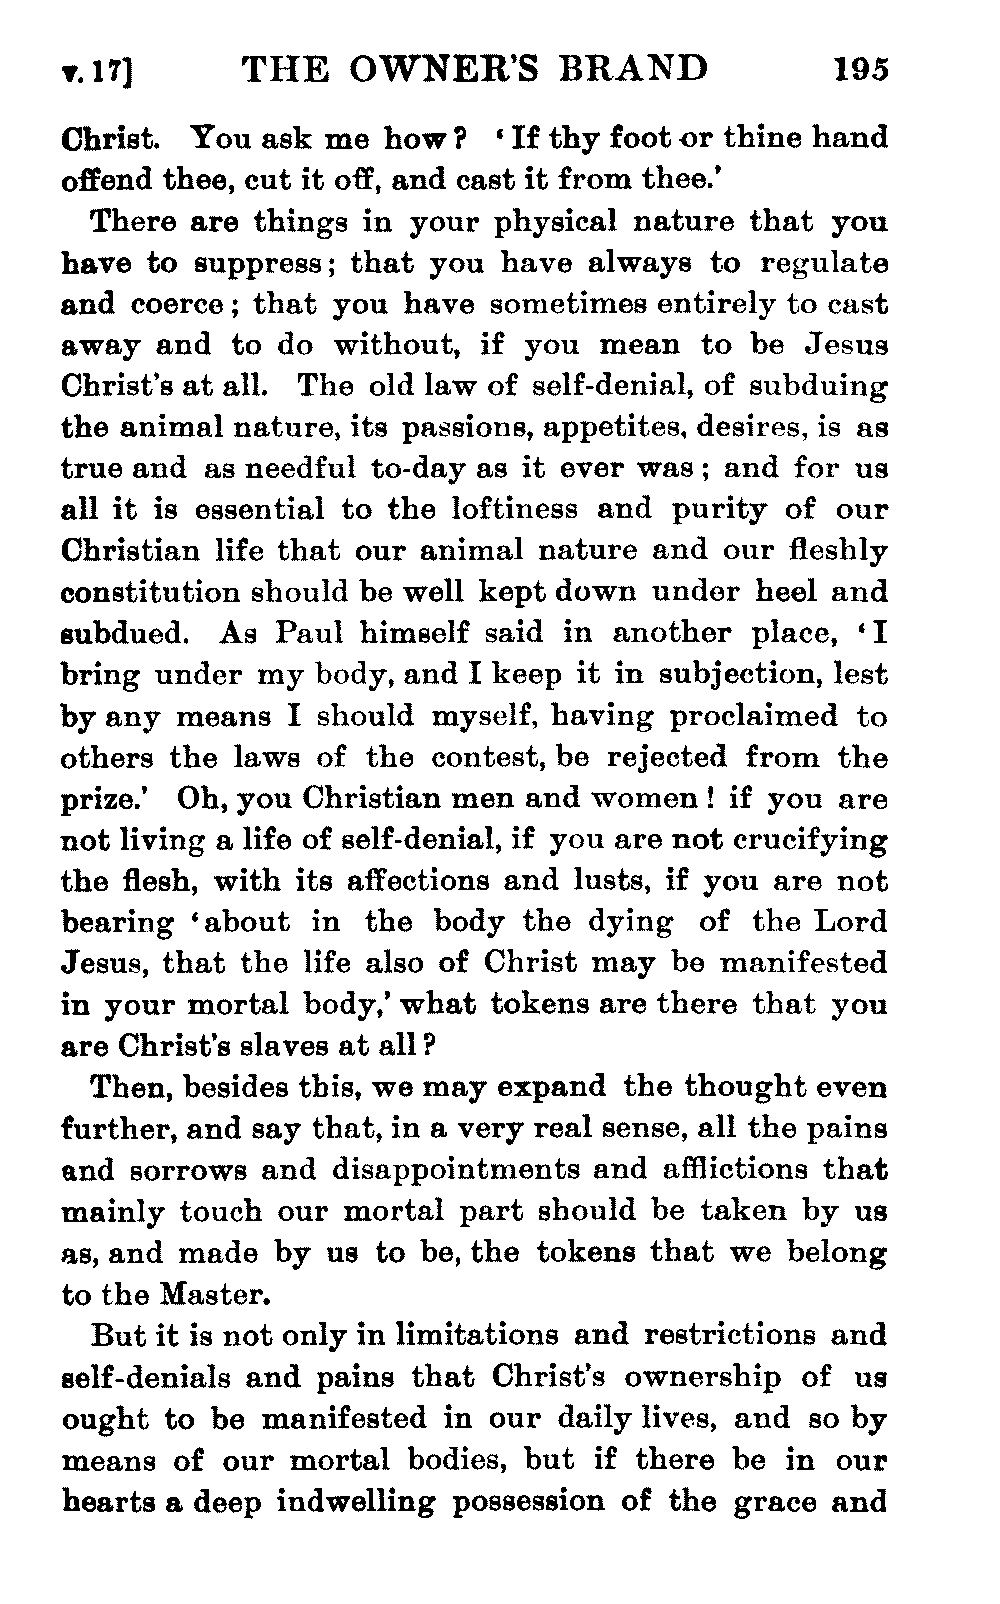 v. 17] THE OWNER'S BRAND 195
Christ. You ask me how? ‘If thy foot or thine hand
offend thee, cut it off, and cast it from thee.’
There are things in your physical nature that you
have to suppress; that you have always to regulate
and coerce; that you have sometimes entirely to cast
away and to do without, if you mean to be Jesus
Christ's at all. The old law of self-denial, of subduing
the animal nature, its passions, appetites, desires, is as
true and as needful to-day as it ever was; and for us
all it is essential to the loftiness and purity of our
Christian life that our animal nature and our fleshly
constitution should be well kept down under heel and
subdued. As Paul himself said in another place, ‘I
bring under my body, and I keep it in subjection, lest
by any means I should myself, having proclaimed to
others the laws of the contest, be rejected from the
prize.’ Oh, you Christian men and women! if you are
not living a life of self-denial, if you are not crucifying
the flesh, with its affections and lusts, if you are not
bearing ‘about in the body the dying of the Lord
Jesus, that the life also of Christ may be manifested
in your mortal body,’ what tokens are there that you
are Christ's slaves at all?
Then, besides this, we may expand the thought even
further, and say that, in a very real sense, all the pains
and sorrows and disappointments and afflictions that
mainly touch our mortal part should be taken by us
as, and made by us to be, the tokens that we belong
to the Master.
But it is not only in limitations and restrictions and
self-denials and pains that Christ's ownership of us
ought to be manifested in our daily lives, and so by
means of our mortal bodies, but if there be in our
hearts a deep indwelling possession of the grace and